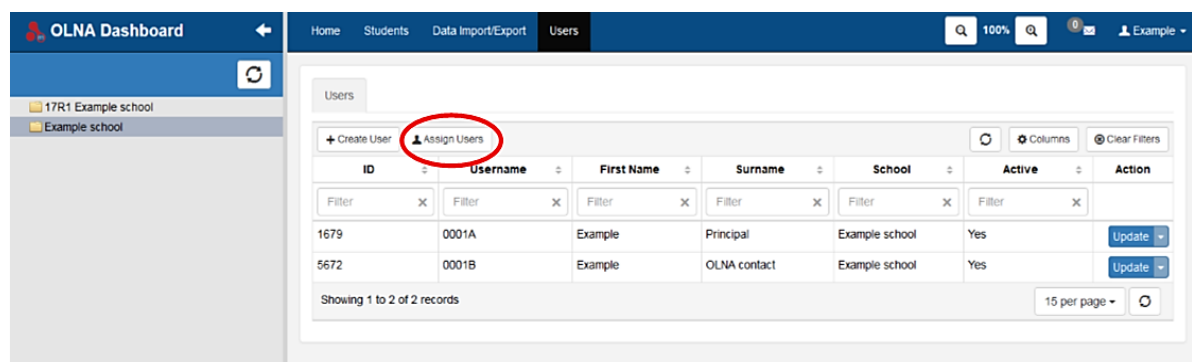 OLNA Dashboard
Home Students Data Import/Export Users 100% 0 Example
17R1 Example school
Example school
Users
+ Create User Assign Users Columns Clear Filters
ID Username First Name Surname School Active Action
Filter Filter Filter Filter Filter Filter
1679 0001A Example Principal Example school Yes Update
5672 0001B Example OLNA contact Example school Yes Update
Showing 1 to 2 of 2 records 15 per page